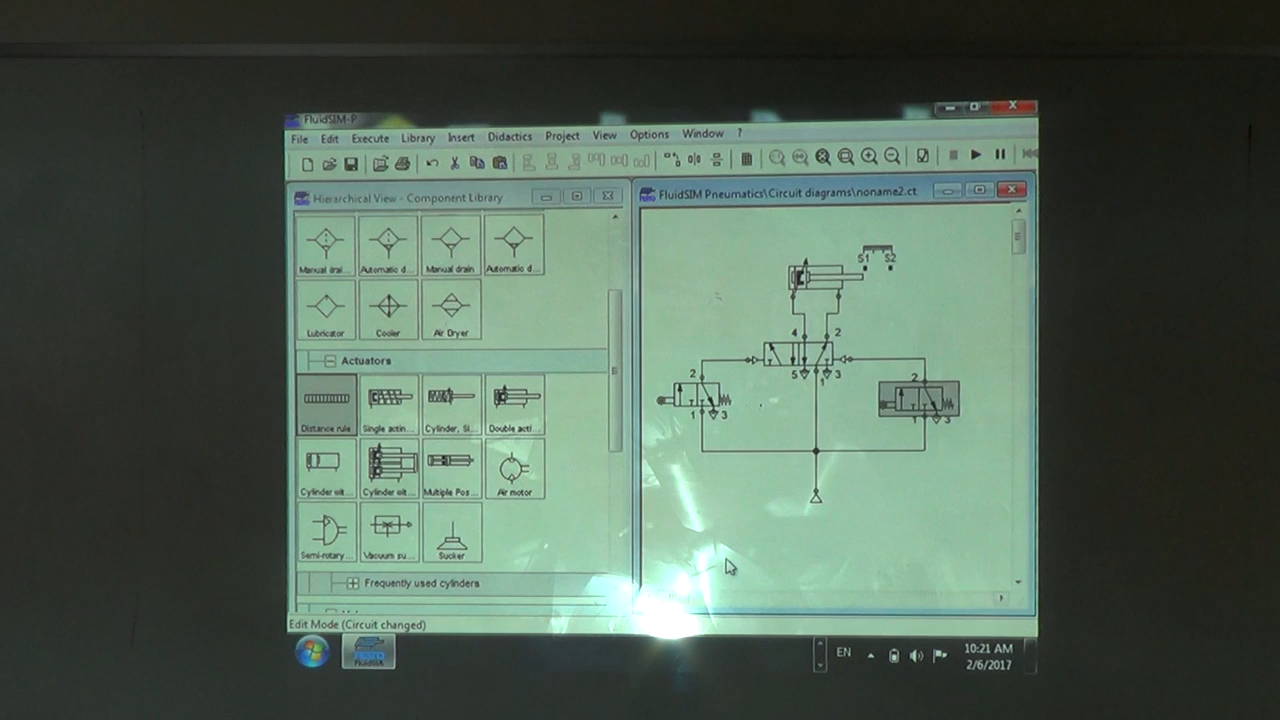 FluidSIM-P
File Edit Execute Library Insert Didactics Project View Options Window ?
Hierarchical View - Component Library
FluidSIM Pneumatics\Circuit diagrams\noname2.ct
Manual drai... Automatic d... Manual drain Automatic d...
Lubricator Cooler Air Dryer
Actuators
Distance rule Single actin... Cylinder, Si... Double acti...
Cylinder wit... Cylinder wit... Multiple Pos... Air motor
Semi-rotary... Vacuum su... Sucker
Frequently used cylinders
S1 S2
4 2
5 1 3
2
1 3
2
1 3
Edit Mode (Circuit changed)
FluidSIM
EN
10:21 AM
2/6/2017